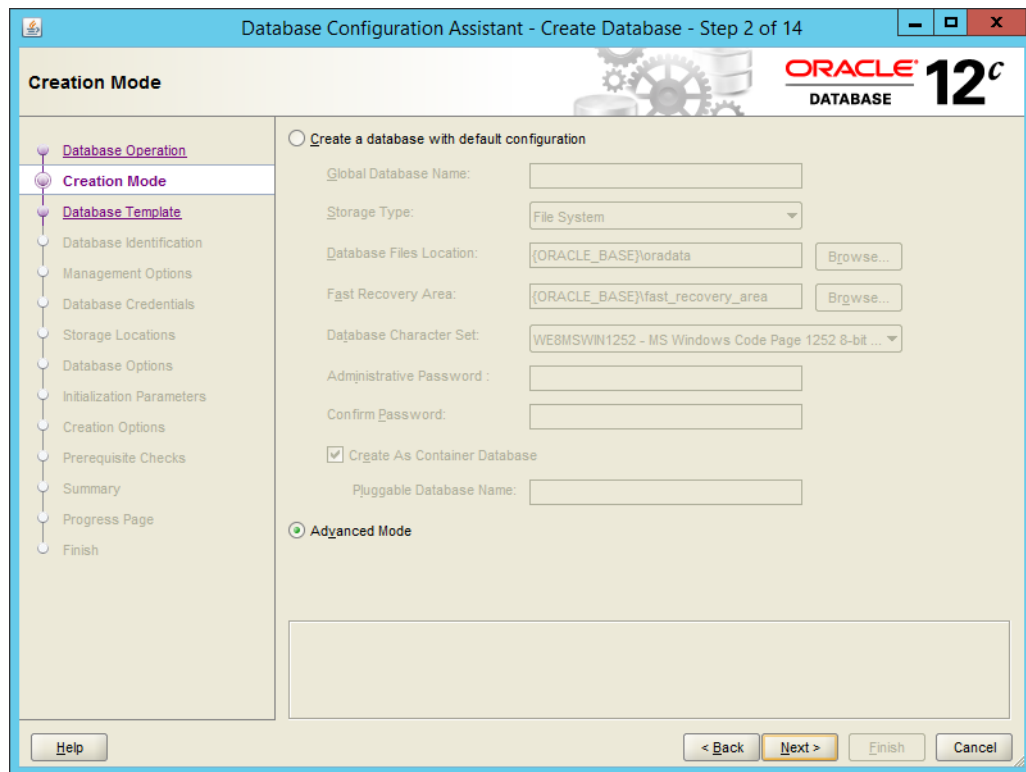 Database Configuration Assistant - Create Database - Step 2 of 14
Creation Mode
ORACLE®
DATABASE
12c
Database Operation
Creation Mode
Database Template
Database Identification
Management Options
Database Credentials
Storage Locations
Database Options
Initialization Parameters
Creation Options
Prerequisite Checks
Summary
Progress Page
Finish
Create a database with default configuration
Global Database Name:
Storage Type: File System
Database Files Location: {ORACLE_BASE}\oradata Browse...
Fast Recovery Area: {ORACLE_BASE}\fast_recovery_area Browse...
Database Character Set: WE8MSWIN1252 - MS Windows Code Page 1252 8-bit ...
Administrative Password :
Confirm Password:
Create As Container Database
Pluggable Database Name:
Advanced Mode
Help < Back Next > Finish Cancel